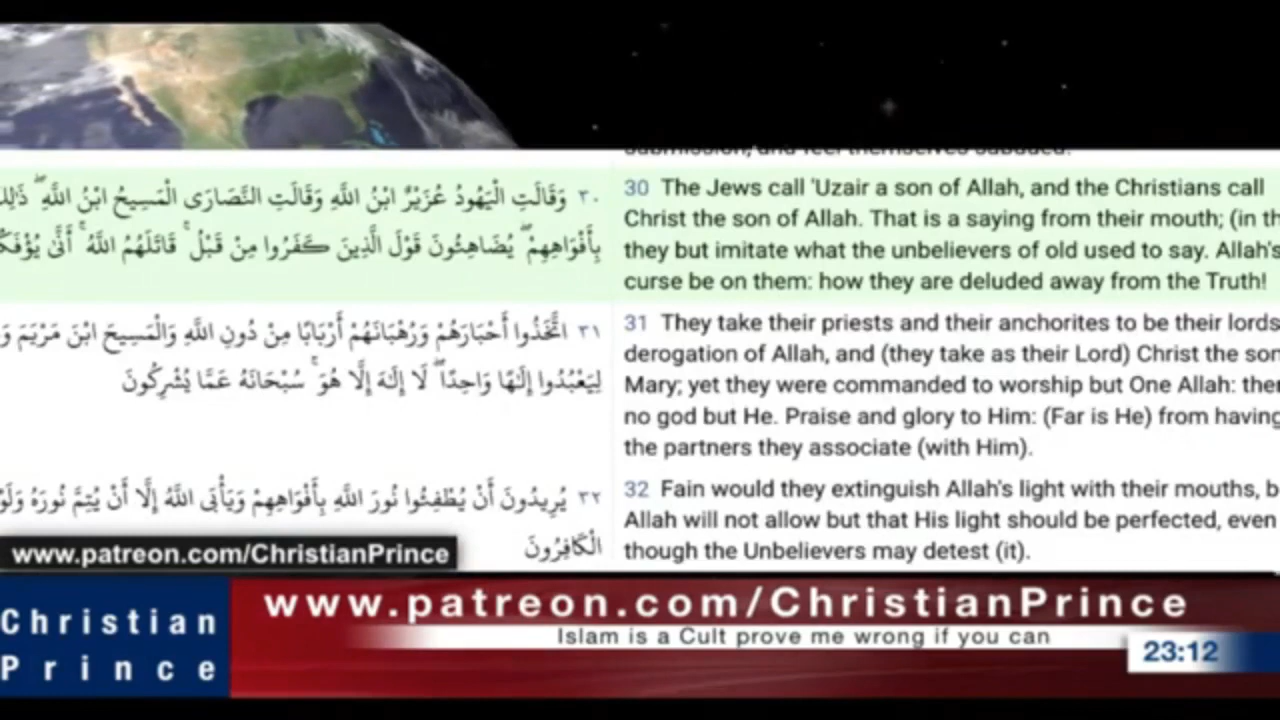 ٣٠ وَقَالَتِ الْيَهُودُ عُزَيْرٌ ابْنُ اللَّهِ وَقَالَتِ النَّصَارَى الْمَسِيحُ ابْنُ اللَّهِ ۖ
بِأَفْوَاهِهِمْ ۖ يُضَاهِئُونَ قَوْلَ الَّذِينَ كَفَرُوا مِنْ قَبْلُ ۚ قَاتَلَهُمُ اللَّهُ ۚ أَنَّىٰ
٣١ اتَّخَذُوا أَحْبَارَهُمْ وَرُهْبَانَهُمْ أَرْبَابًا مِنْ دُونِ اللَّهِ وَالْمَسِيحَ ابْنَ مَرْيَمَ
لِيَعْبُدُوا إِلَٰهًا وَاحِدًا ۖ لَا إِلَٰهَ إِلَّا هُوَ ۚ سُبْحَانَهُ عَمَّا يُشْرِكُونَ
٣٢ يُرِيدُونَ أَنْ يُطْفِئُوا نُورَ اللَّهِ بِأَفْوَاهِهِمْ وَيَأْبَى اللَّهُ إِلَّا أَنْ يُتِمَّ نُورَهُ
الْكَافِرُونَ
30 The Jews call 'Uzair a son of Allah, and the Christians call
Christ the son of Allah. That is a saying from their mouth; (in
they but imitate what the unbelievers of old used to say. Allah's
curse be on them: how they are deluded away from the Truth!
31 They take their priests and their anchorites to be their lords
derogation of Allah, and (they take as their Lord) Christ the son
Mary; yet they were commanded to worship but One Allah:
no god but He. Praise and glory to Him: (Far is He) from having
the partners they associate (with Him).
32 Fain would they extinguish Allah's light with their mouths,
Allah will not allow but that His light should be perfected, even
though the Unbelievers may detest (it).
www.patreon.com/ChristianPrince
Christian
Prince
www.patreon.com/ChristianPrince
Islam is a Cult prove me wrong if you can
23:12